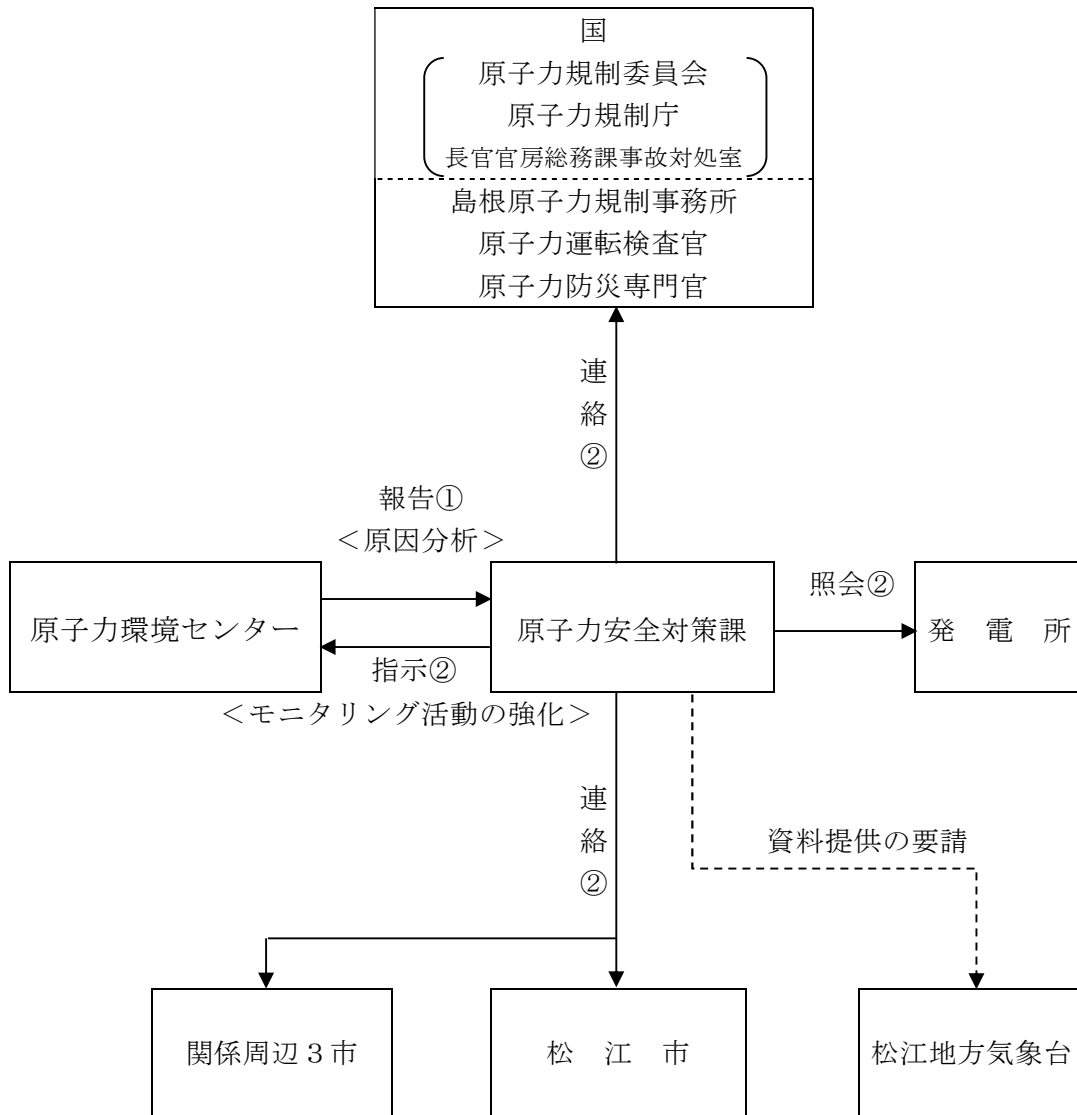 国
原子力規制委員会
原子力規制庁
長官官房総務課事故対処室
島根原子力規制事務所
原子力運転検査官
原子力防災専門官
連絡②
報告①
＜原因分析＞
原子力環境センター
原子力安全対策課
照会②
発　電　所
指示②
＜モニタリング活動の強化＞
連絡②
資料提供の要請
関係周辺３市
松　江　市
松江地方気象台